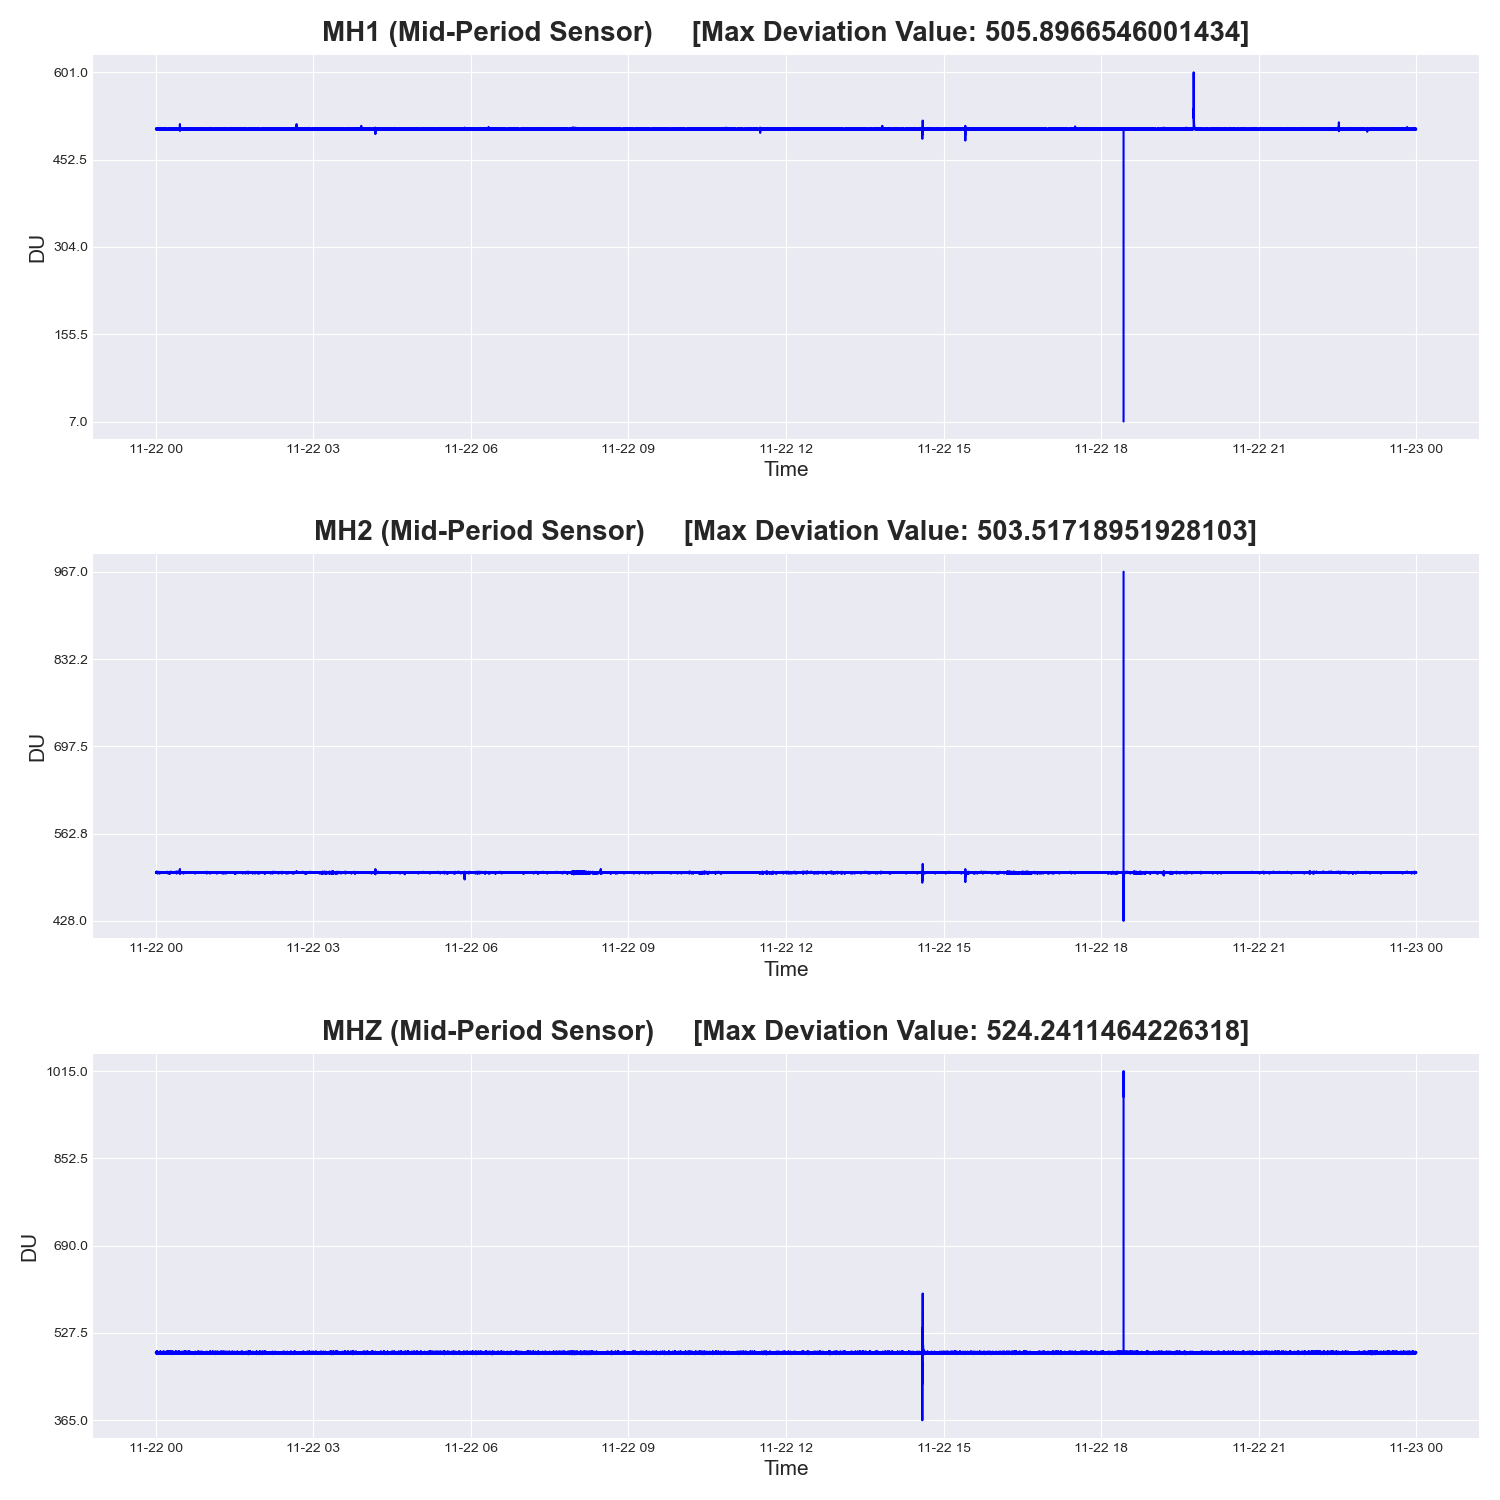 MH1 (Mid-Period Sensor) [Max Deviation Value: 505.8966546001434]
601.0
452.5
304.0
155.5
7.0
DU
11-22 00 11-22 03 11-22 06 11-22 09 11-22 12 11-22 15 11-22 18 11-22 21 11-23 00
Time
MH2 (Mid-Period Sensor) [Max Deviation Value: 503.51718951928103]
967.0
832.2
697.5
562.8
428.0
DU
11-22 00 11-22 03 11-22 06 11-22 09 11-22 12 11-22 15 11-22 18 11-22 21 11-23 00
Time
MHZ (Mid-Period Sensor) [Max Deviation Value: 524.2411464226318]
1015.0
852.5
690.0
527.5
365.0
DU
11-22 00 11-22 03 11-22 06 11-22 09 11-22 12 11-22 15 11-22 18 11-22 21 11-23 00
Time